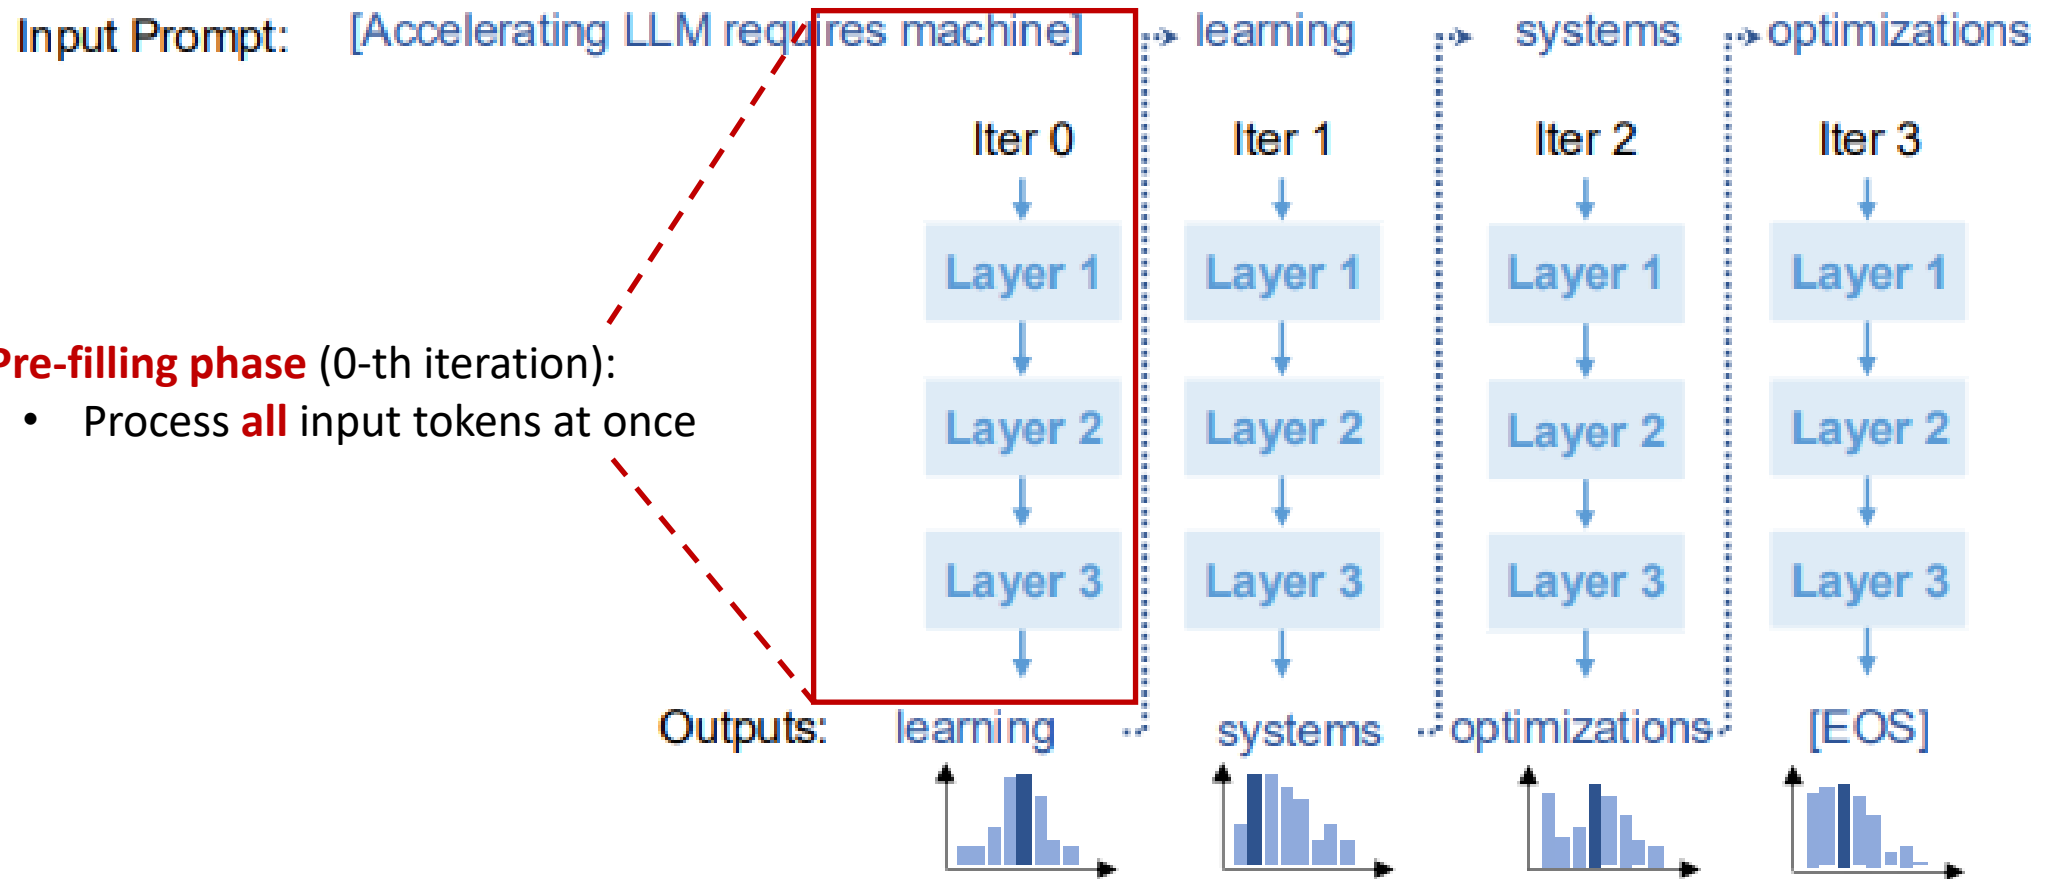 Input Prompt: [Accelerating LLM requires machine] learning systems optimizations
Iter 0 Iter 1 Iter 2 Iter 3
Layer 1 Layer 1 Layer 1 Layer 1
Pre-filling phase (0-th iteration):
• Process all input tokens at once
Layer 2 Layer 2 Layer 2 Layer 2
Layer 3 Layer 3 Layer 3 Layer 3
Outputs: learning systems optimizations [EOS]